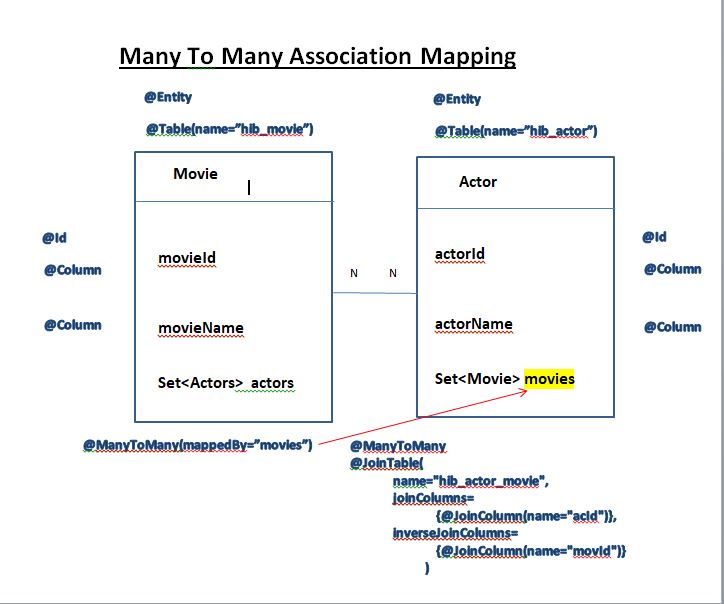 Many To Many Association Mapping
@Entity
@Table(name=”hib_movie”)
@Entity
@Table(name=”hib_actor”)
Movie
Actor
@Id
@Column
@Column
movieId
movieName
Set<Actors> actors
N N
actorId
actorName
Set<Movie> movies
@Id
@Column
@Column
@ManyToMany(mappedBy=”movies”)
@ManyToMany
@JoinTable(
name="hib_actor_movie",
joinColumns=
{@JoinColumn(name="acId")},
inverseJoinColumns=
{@JoinColumn(name="movId")}
)